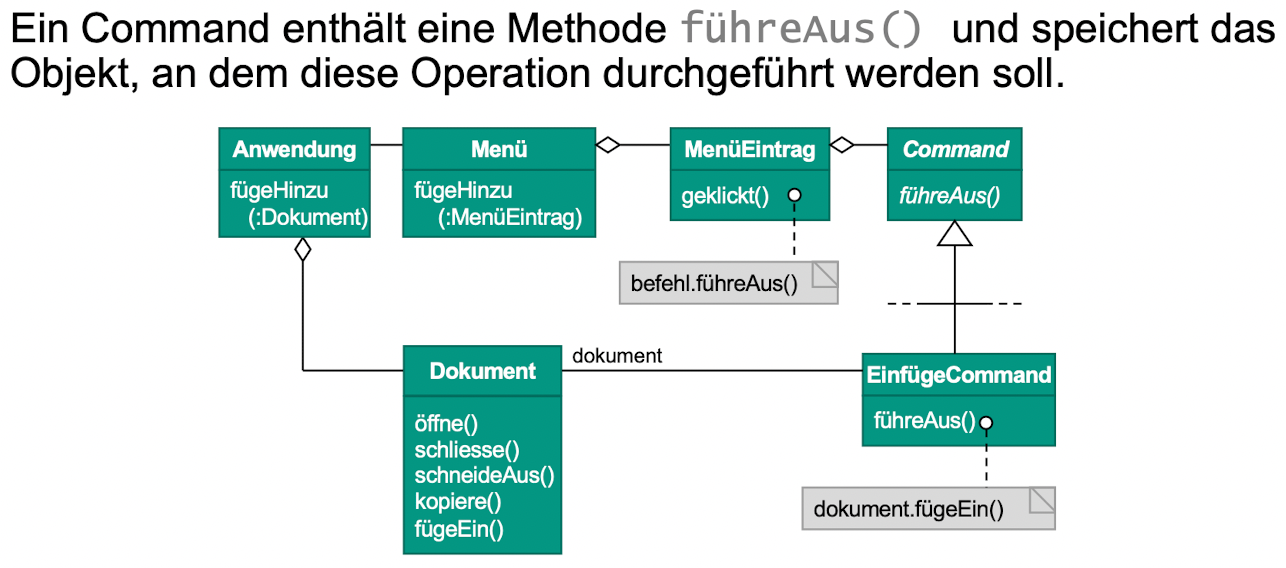 Ein Command enthält eine Methode führeAus() und speichert das
Objekt, an dem diese Operation durchgeführt werden soll.
Anwendung
fügeHinzu
(:Dokument)
Menü
fügeHinzu
(:MenüEintrag)
MenüEintrag
geklickt()
Command
führeAus()
befehl.führeAus()
Dokument
öffne()
schliesse()
schneideAus()
kopiere()
fügeEin()
dokument
EinfügeCommand
führeAus()
dokument.fügeEin()